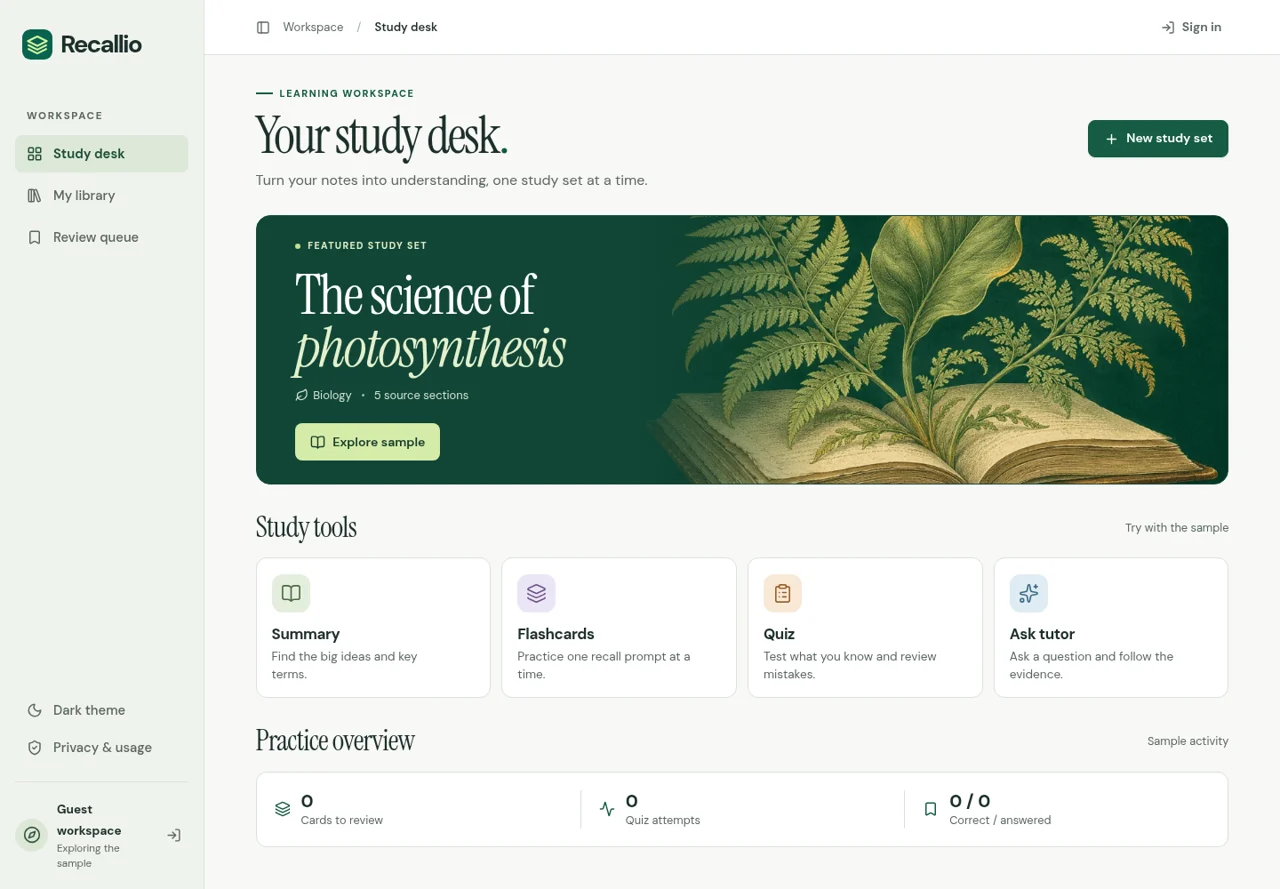 Recallio
WORKSPACE
Study desk
My library
Review queue
Dark theme
Privacy & usage
Guest
workspace
Exploring the
sample
Workspace / Study desk
Sign in
LEARNING WORKSPACE
Your study desk.
Turn your notes into understanding, one study set at a time.
New study set
FEATURED STUDY SET
The science of
photosynthesis
Biology • 5 source sections
Explore sample
Study tools
Try with the sample
Summary
Find the big ideas and key
terms.
Flashcards
Practice one recall prompt at a
time.
Quiz
Test what you know and review
mistakes.
Ask tutor
Ask a question and follow the
evidence.
Practice overview
Sample activity
0
Cards to review
0
Quiz attempts
0 / 0
Correct / answered